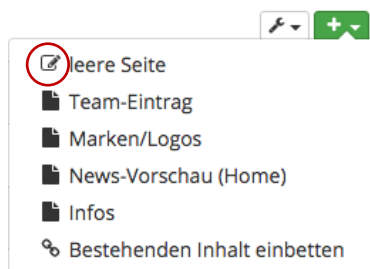 leere Seite
Team-Eintrag
Marken/Logos
News-Vorschau (Home)
Infos
Bestehenden Inhalt einbetten